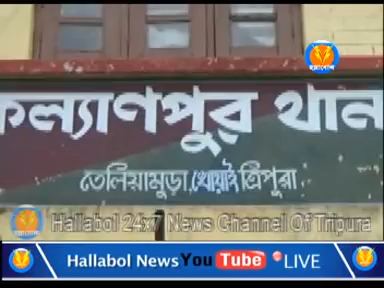 কল্যাণপুর থানা
তেলিয়ামুড়া, খোয়াই ত্রিপুরা
Hallabol 24x7 News Channel Of Tripura
Hallabol News YouTube LIVE